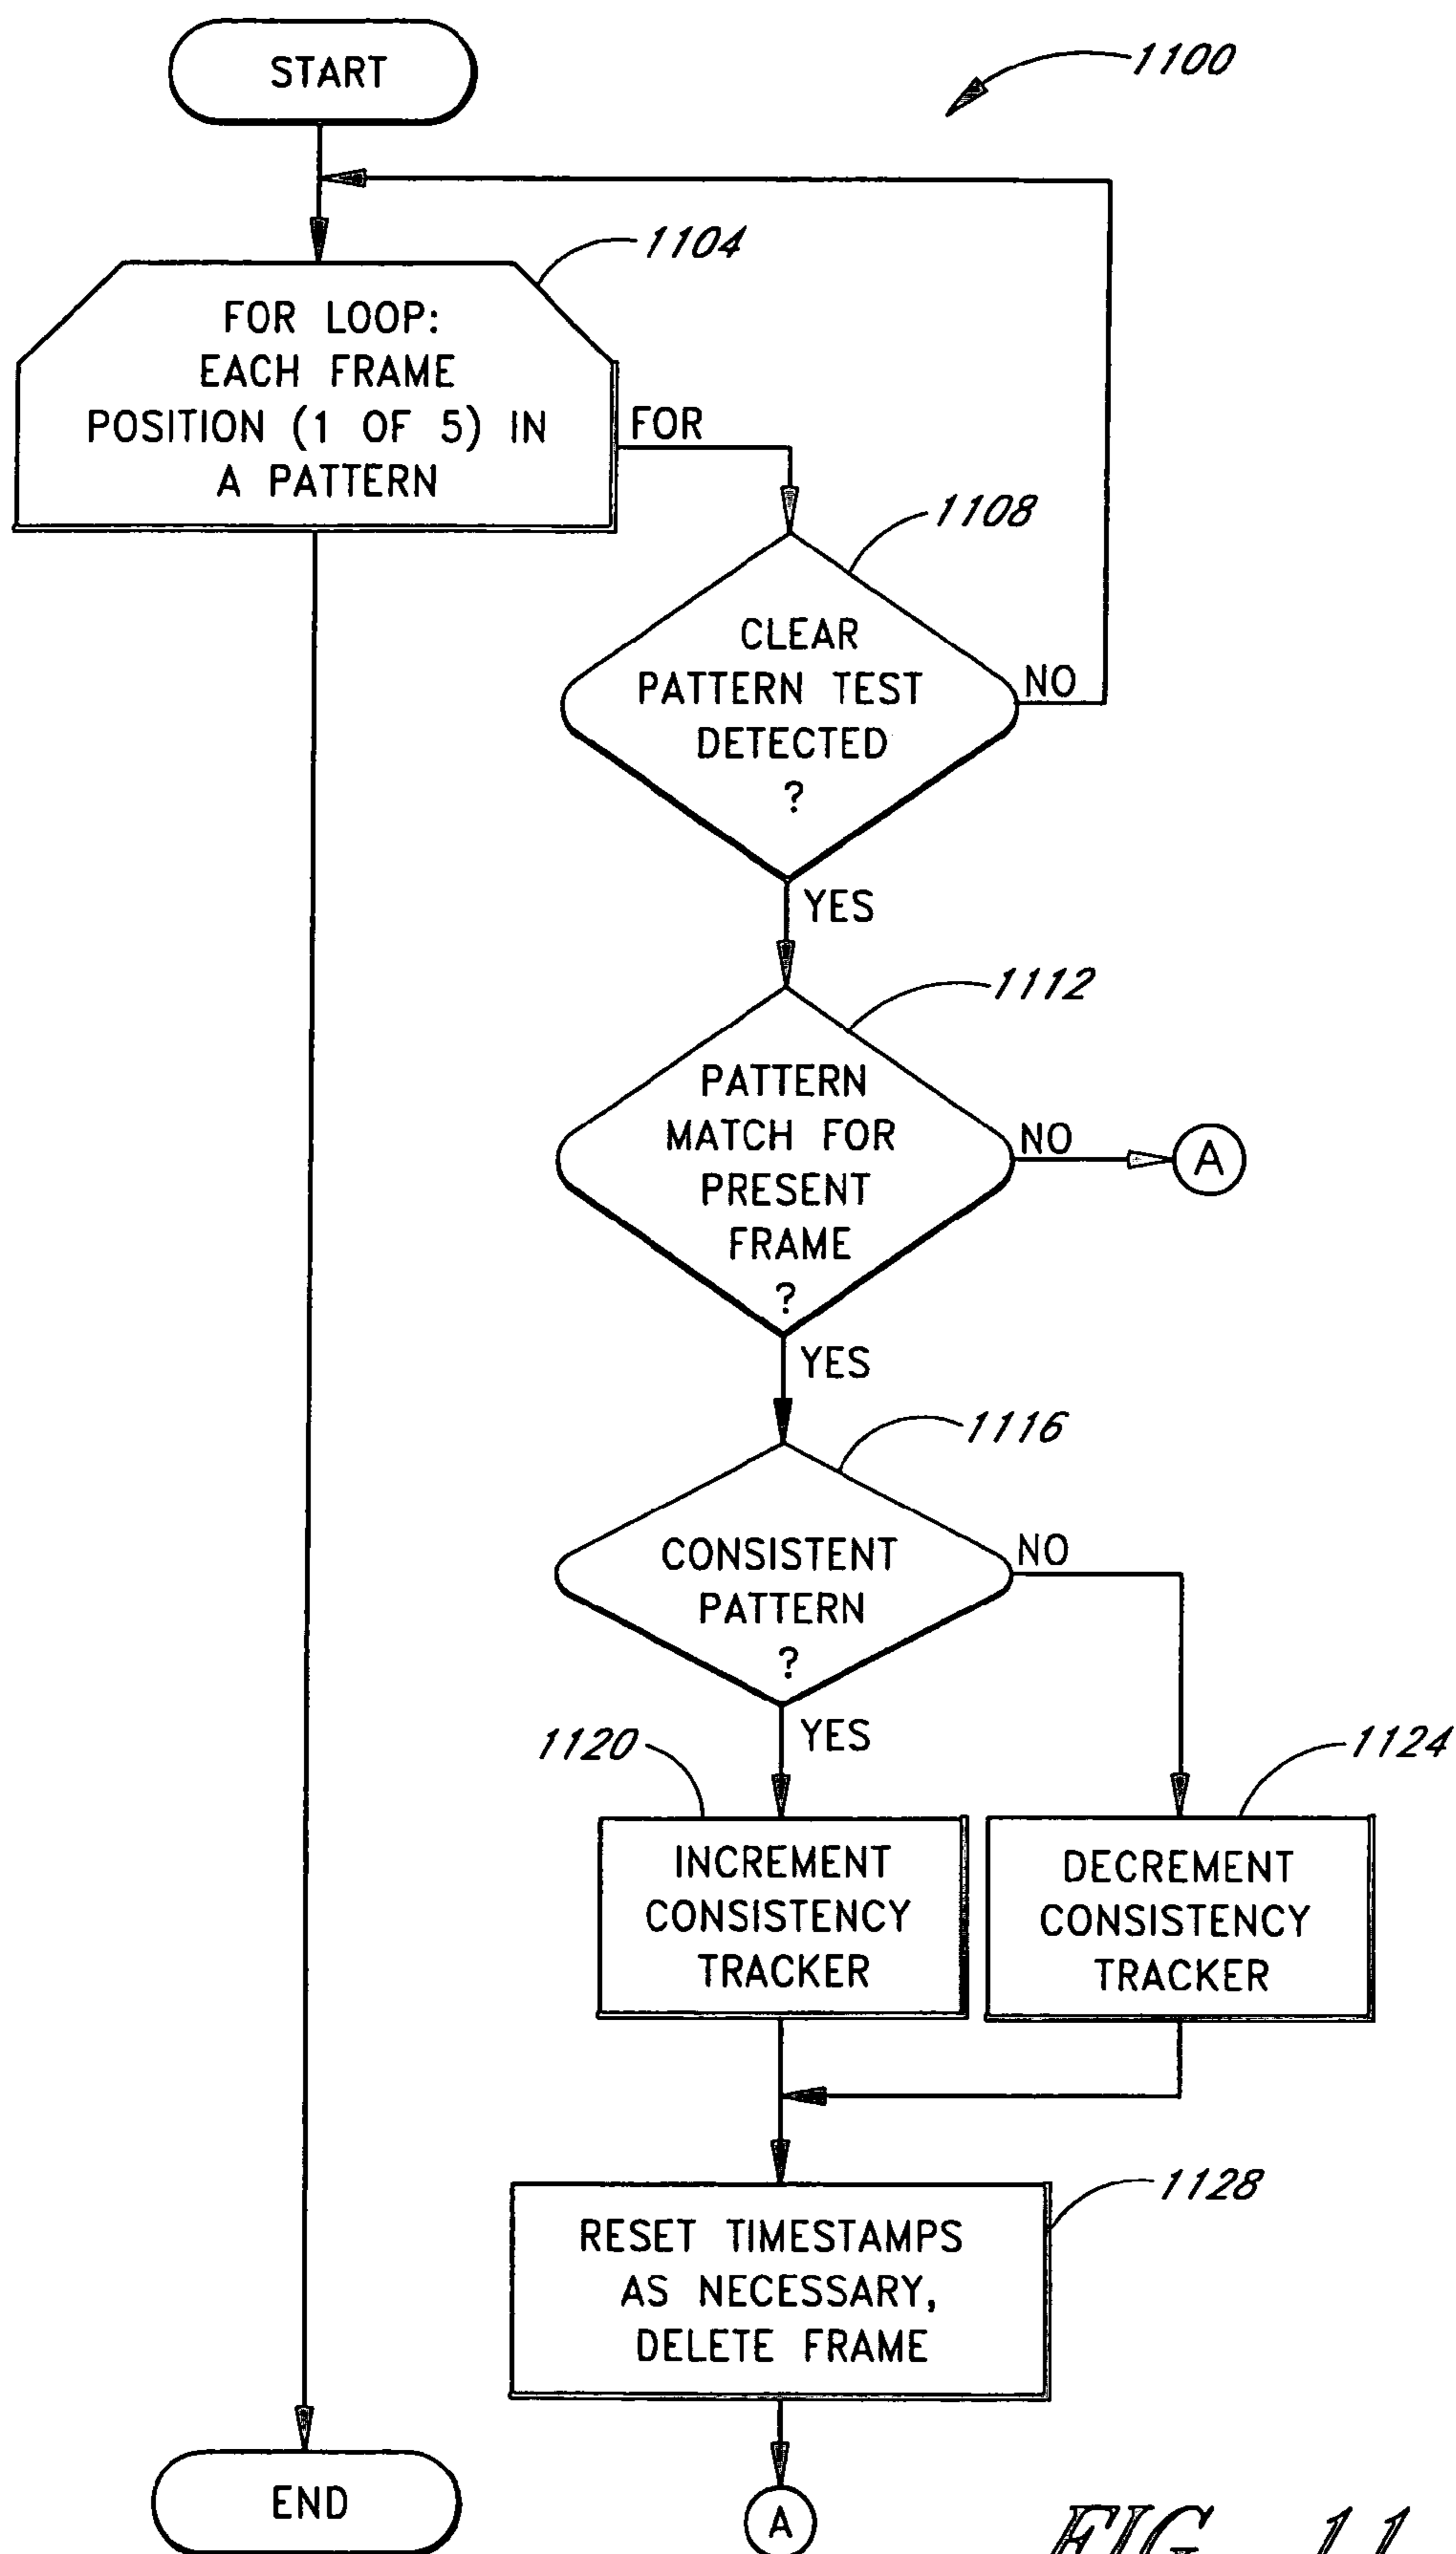 START
1100
1104
FOR LOOP:
EACH FRAME
POSITION (1 OF 5) IN
A PATTERN
FOR
1108
CLEAR
PATTERN TEST
DETECTED
?
NO
YES
1112
PATTERN
MATCH FOR
PRESENT
FRAME
?
NO
A
YES
1116
CONSISTENT
PATTERN
?
NO
YES
1120
1124
INCREMENT
CONSISTENCY
TRACKER
DECREMENT
CONSISTENCY
TRACKER
1128
RESET TIMESTAMPS
AS NECESSARY,
DELETE FRAME
END
A
FIG. 11